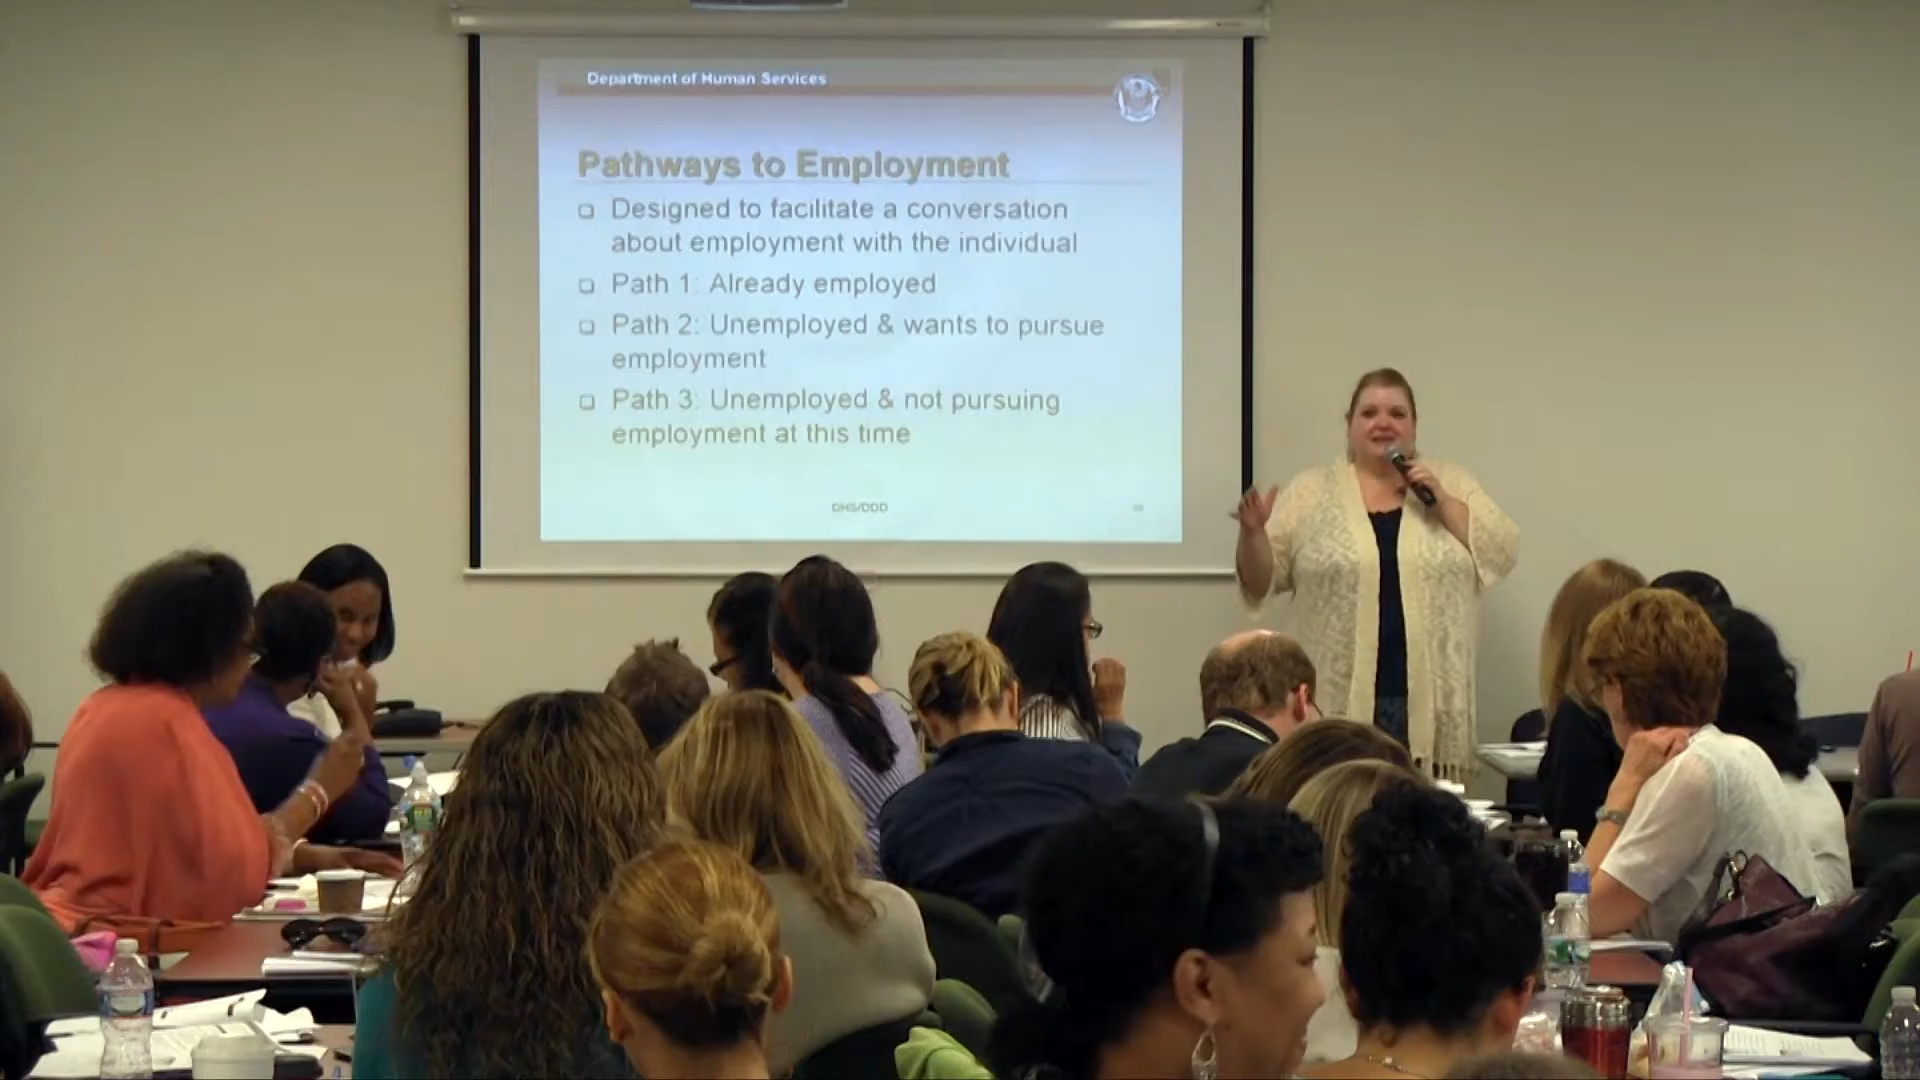 Department of Human Services
Pathways to Employment
Designed to facilitate a conversation
about employment with the individual
Path 1: Already employed
Path 2: Unemployed & wants to pursue
employment
Path 3: Unemployed & not pursuing
employment at this time
DHS/DDD